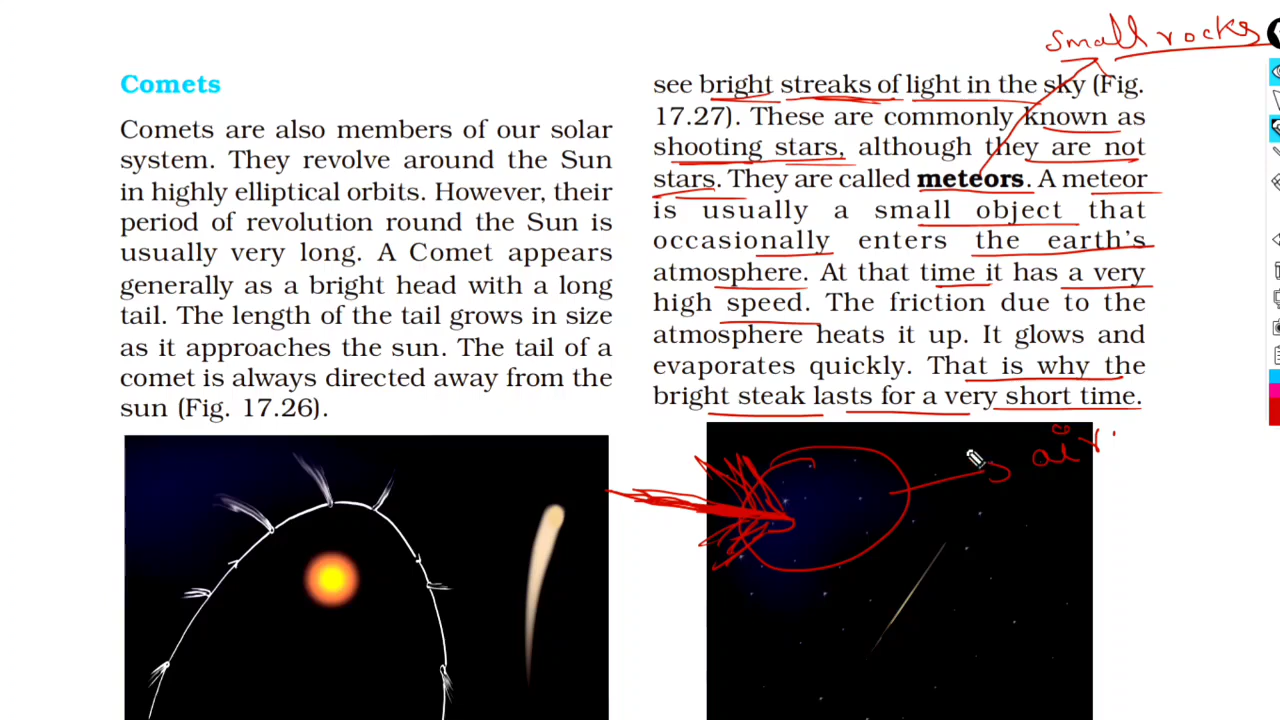 small rocks
Comets
Comets are also members of our solar
system. They revolve around the Sun
in highly elliptical orbits. However, their
period of revolution round the Sun is
usually very long. A Comet appears
generally as a bright head with a long
tail. The length of the tail grows in size
as it approaches the sun. The tail of a
comet is always directed away from the
sun (Fig. 17.26).
see bright streaks of light in the sky (Fig.
17.27). These are commonly known as
shooting stars, although they are not
stars. They are called meteors. A meteor
is usually a small object that
occasionally enters the earth's
atmosphere. At that time it has a very
high speed. The friction due to the
atmosphere heats it up. It glows and
evaporates quickly. That is why the
bright steak lasts for a very short time.
air